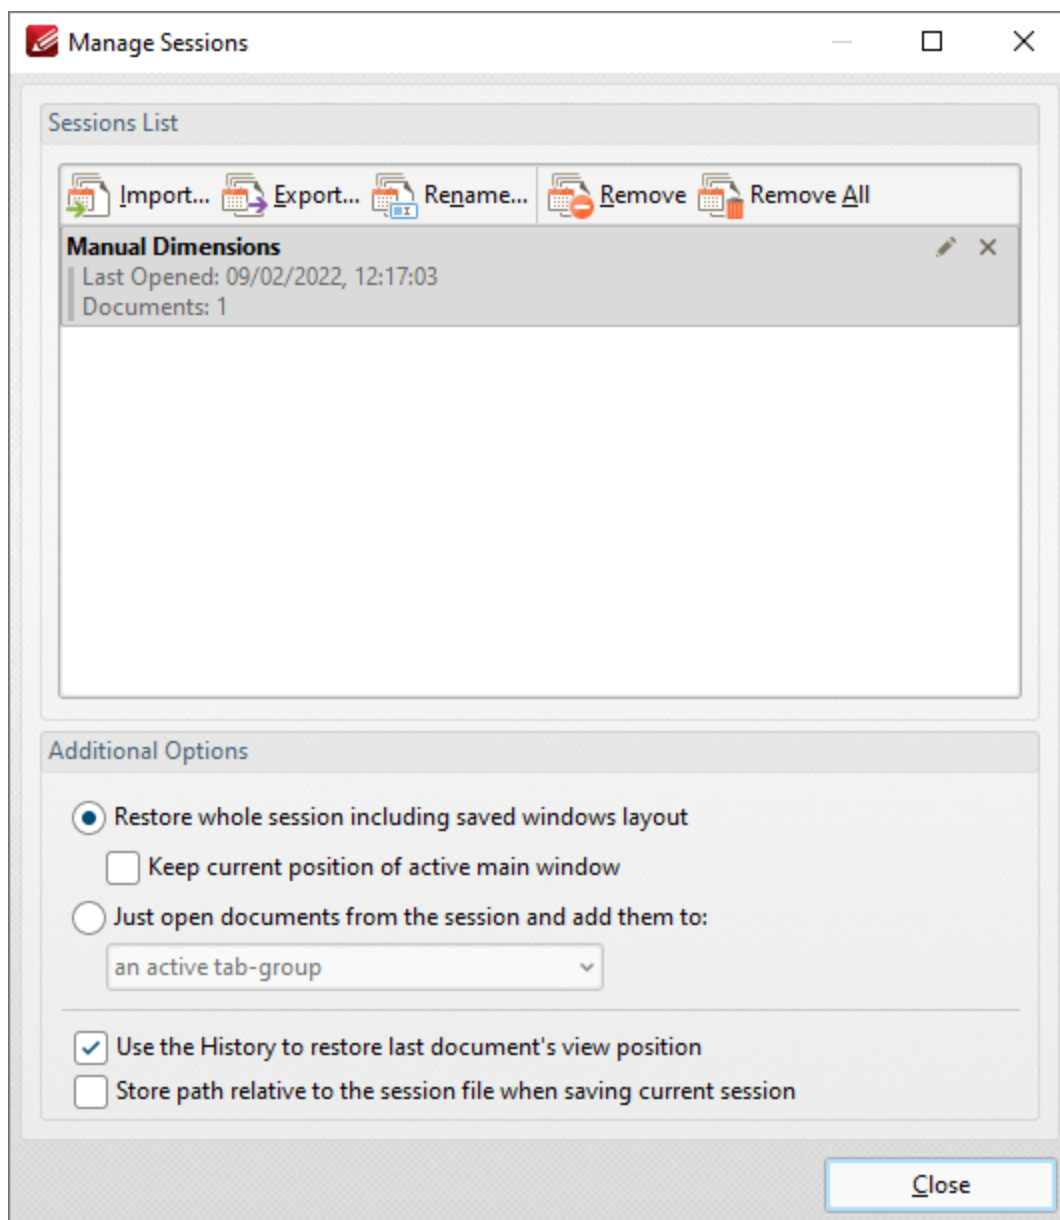 Manage Sessions
Sessions List
Import... Export... Rename... Remove Remove All
Manual Dimensions
Last Opened: 09/02/2022, 12:17:03
Documents: 1
Additional Options
Restore whole session including saved windows layout
Keep current position of active main window
Just open documents from the session and add them to:
an active tab-group
Use the History to restore last document's view position
Store path relative to the session file when saving current session
Close